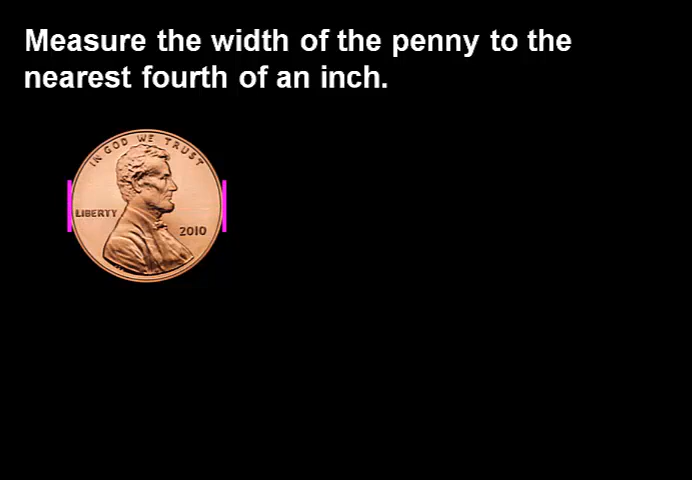 Measure the width of the penny to the
nearest fourth of an inch.
IN GOD WE TRUST
LIBERTY
2010